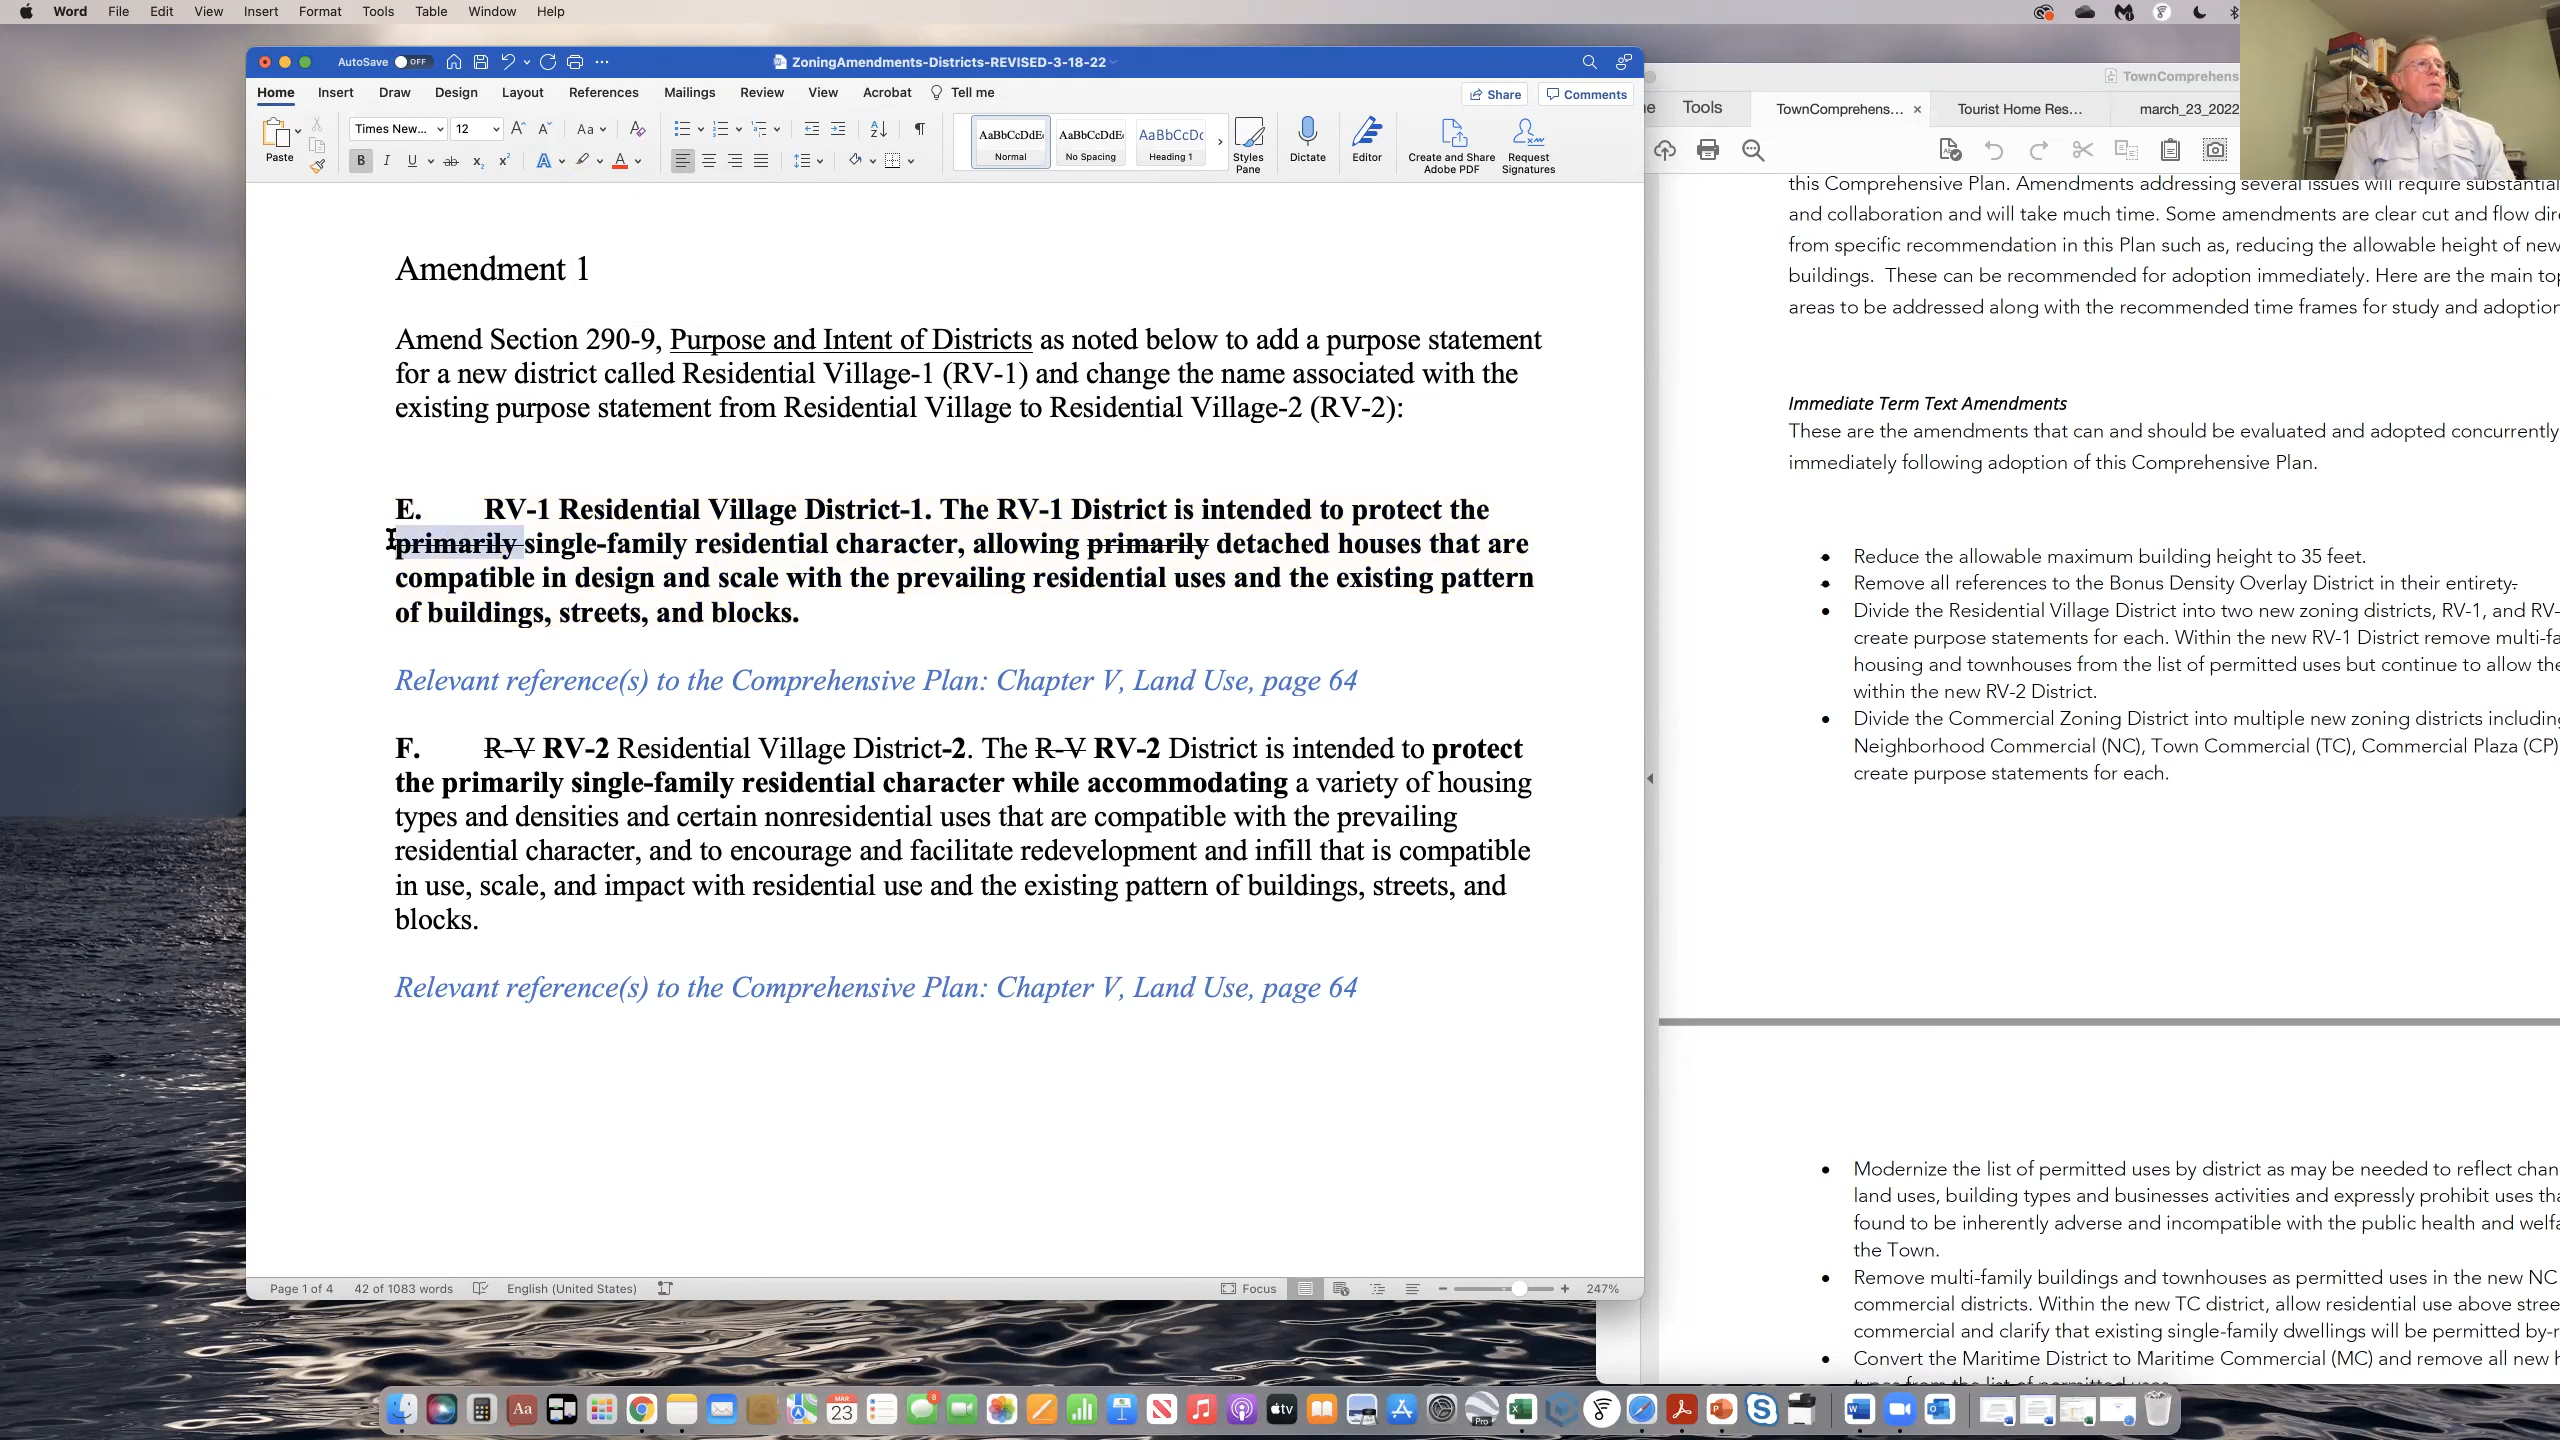 Word File Edit View Insert Format Tools Table Window Help
AutoSave OFF
ZoningAmendments-Districts-REVISED-3-18-22
Home Insert Draw Design Layout References Mailings Review View Acrobat Tell me
Share Comments
Paste
Times New... 12
AaBbCcDdEe Normal
AaBbCcDdEe No Spacing
AaBbCcDc Heading 1
Styles Pane
Dictate
Editor
Create and Share Adobe PDF
Request Signatures
Amendment 1
Amend Section 290-9, Purpose and Intent of Districts as noted below to add a purpose statement
for a new district called Residential Village-1 (RV-1) and change the name associated with the
existing purpose statement from Residential Village to Residential Village-2 (RV-2):
E. RV-1 Residential Village District-1. The RV-1 District is intended to protect the
primarily single-family residential character, allowing primarily detached houses that are
compatible in design and scale with the prevailing residential uses and the existing pattern
of buildings, streets, and blocks.
Relevant reference(s) to the Comprehensive Plan: Chapter V, Land Use, page 64
F. R-V RV-2 Residential Village District-2. The R-V RV-2 District is intended to protect
the primarily single-family residential character while accommodating a variety of housing
types and densities and certain nonresidential uses that are compatible with the prevailing
residential character, and to encourage and facilitate redevelopment and infill that is compatible
in use, scale, and impact with residential use and the existing pattern of buildings, streets, and
blocks.
Relevant reference(s) to the Comprehensive Plan: Chapter V, Land Use, page 64
Page 1 of 4 42 of 1083 words English (United States) Focus 247%
TownComprehens
Tools TownComprehens... × Tourist Home Res... march_23_2022
this Comprehensive Plan. Amendments addressing several issues will require substantial
and collaboration and will take much time. Some amendments are clear cut and flow dir
from specific recommendation in this Plan such as, reducing the allowable height of new
buildings. These can be recommended for adoption immediately. Here are the main
areas to be addressed along with the recommended time frames for study and adoption
Immediate Term Text Amendments
These are the amendments that can and should be evaluated and adopted concurrently
immediately following adoption of this Comprehensive Plan.
• Reduce the allowable maximum building height to 35 feet.
• Remove all references to the Bonus Density Overlay District in their entirety.
• Divide the Residential Village District into two new zoning districts, RV-1, and RV-
create purpose statements for each. Within the new RV-1 District remove multi-fa
housing and townhouses from the list of permitted uses but continue to allow the
within the new RV-2 District.
• Divide the Commercial Zoning District into multiple new zoning districts including
Neighborhood Commercial (NC), Town Commercial (TC), Commercial Plaza (CP)
create purpose statements for each.
• Modernize the list of permitted uses by district as may be needed to reflect chan
land uses, building types and businesses activities and expressly prohibit uses tha
found to be inherently adverse and incompatible with the public health and welfa
the Town.
• Remove multi-family buildings and townhouses as permitted uses in the new NC
commercial districts. Within the new TC district, allow residential use above stree
commercial and clarify that existing single-family dwellings will be permitted by-r
• Convert the Maritime District to Maritime Commercial (MC) and remove all new h
types from the list of permitted uses
MAR 23
8
tv
Pro